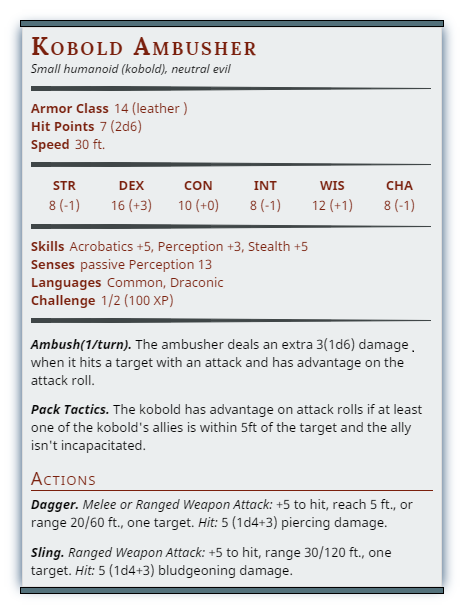 Kobold Ambusher
Small humanoid (kobold), neutral evil
Armor Class 14 (leather )
Hit Points 7 (2d6)
Speed 30 ft.
STR DEX CON INT WIS CHA
8 (-1) 16 (+3) 10 (+0) 8 (-1) 12 (+1) 8 (-1)
Skills Acrobatics +5, Perception +3, Stealth +5
Senses passive Perception 13
Languages Common, Draconic
Challenge 1/2 (100 XP)
Ambush(1/turn). The ambusher deals an extra 3(1d6) damage .
when it hits a target with an attack and has advantage on the
attack roll.
Pack Tactics. The kobold has advantage on attack rolls if at least
one of the kobold's allies is within 5ft of the target and the ally
isn't incapacitated.
Actions
Dagger. Melee or Ranged Weapon Attack: +5 to hit, reach 5 ft., or
range 20/60 ft., one target. Hit: 5 (1d4+3) piercing damage.
Sling. Ranged Weapon Attack: +5 to hit, range 30/120 ft., one
target. Hit: 5 (1d4+3) bludgeoning damage.